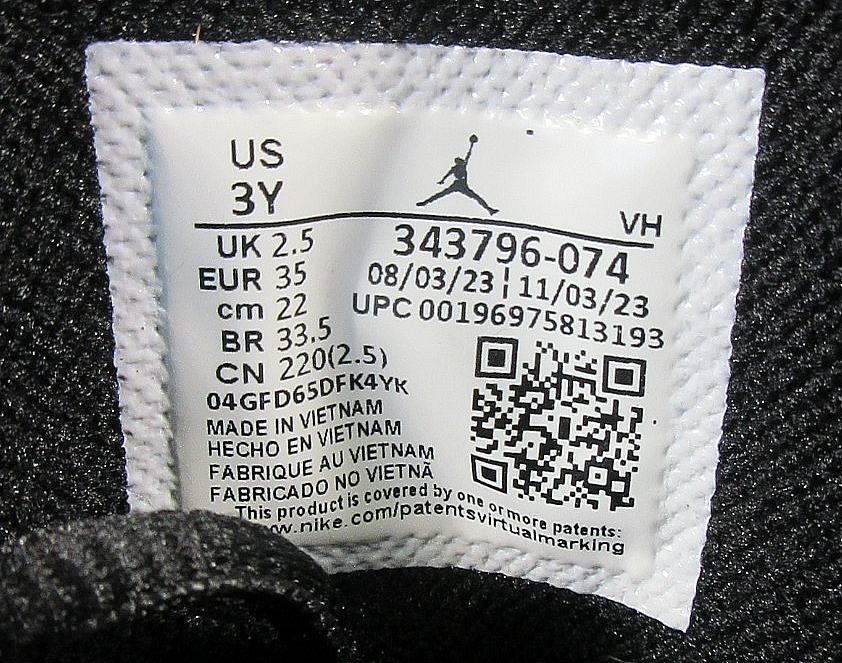 US
3Y
VH
UK 2.5
EUR 35
cm 22
BR 33.5
CN 220(2.5)
343796-074
08/03/23 ¦ 11/03/23
UPC 00196975813193
04GFD65DFK4YK
MADE IN VIETNAM
HECHO EN VIETNAM
FABRIQUE AU VIETNAM
FABRICADO NO VIETNÃ
This product is covered by one or more patents:
w.nike.com/patentsvirtualmarking